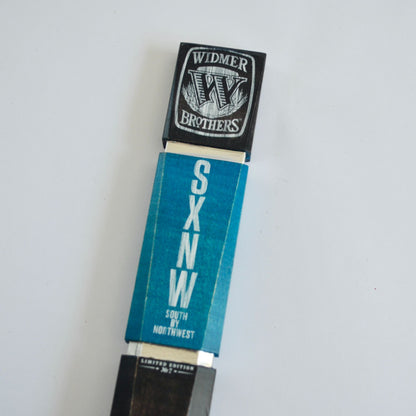 WIDMER
W
BROTHERS
SXNW
SOUTH
BY
NORTHWEST
LIMITED EDITION